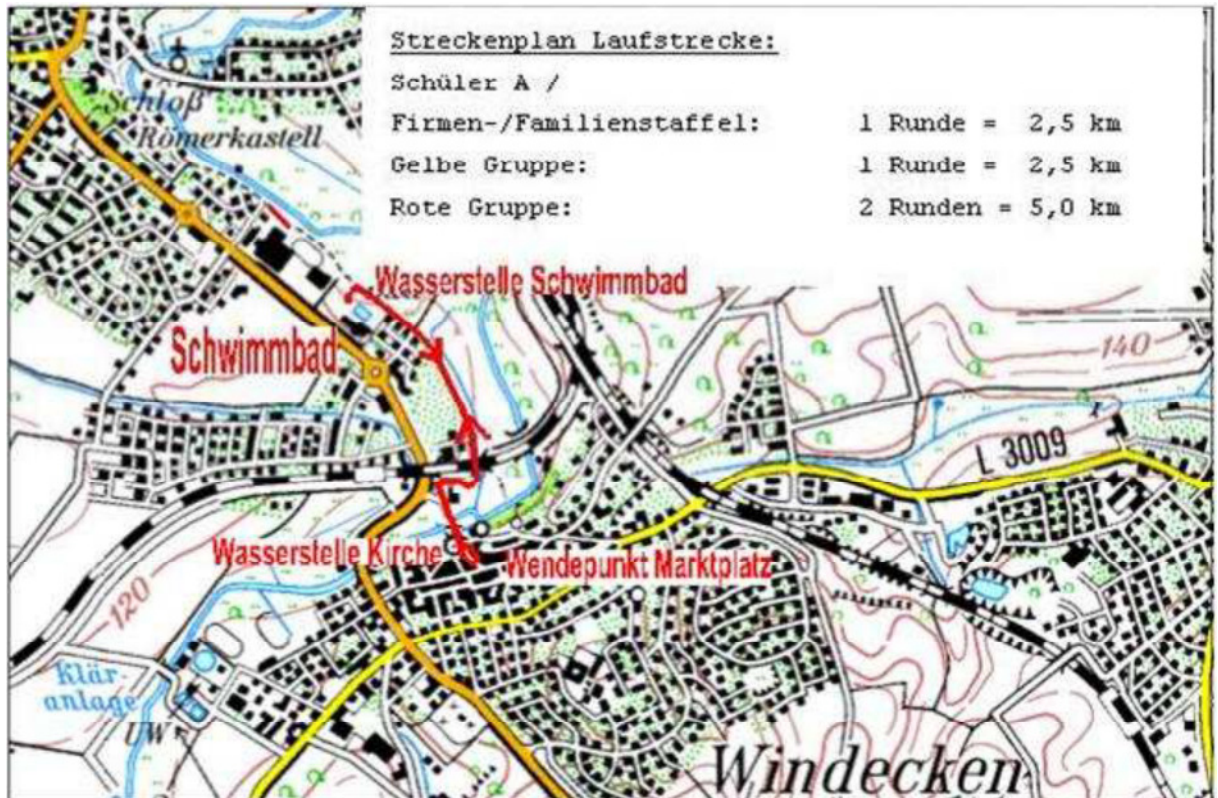 Streckenplan Laufstrecke:
Schüler A /
Firmen-/Familienstaffel: 1 Runde = 2,5 km
Gelbe Gruppe: 1 Runde = 2,5 km
Rote Gruppe: 2 Runden = 5,0 km
Schloß
Römerkastell
Wasserstelle Schwimmbad
Schwimmbad
140
L 3009
Wasserstelle Kirche
Wendepunkt Marktplatz
120
Klär-
anlage
UW
Windecken